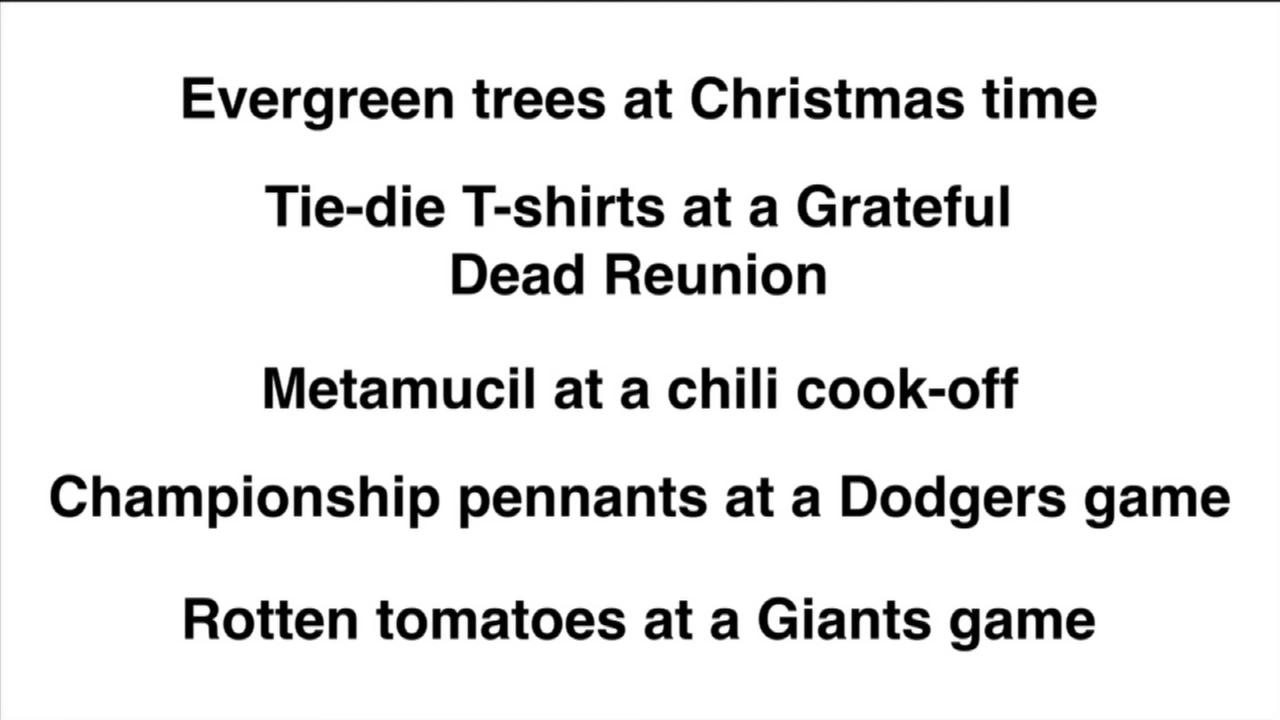 Evergreen trees at Christmas time
Tie-die T-shirts at a Grateful
Dead Reunion
Metamucil at a chili cook-off
Championship pennants at a Dodgers game
Rotten tomatoes at a Giants game